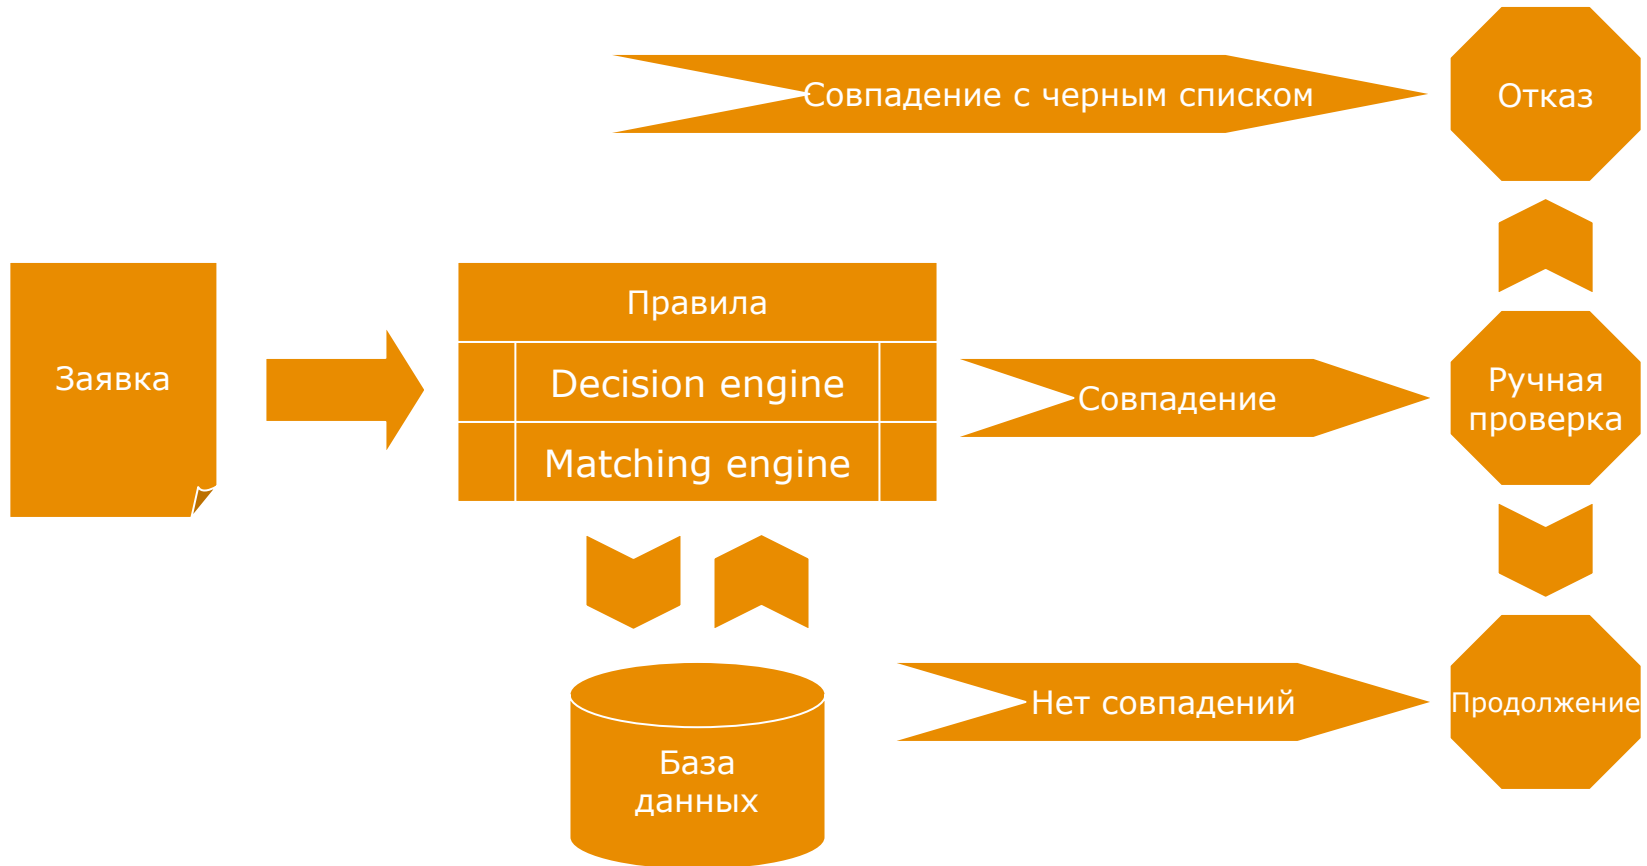 Совпадение с черным списком
Отказ
Заявка
Правила
Decision engine
Matching engine
Совпадение
Ручная
проверка
Нет совпадений
Продолжение
База
данных